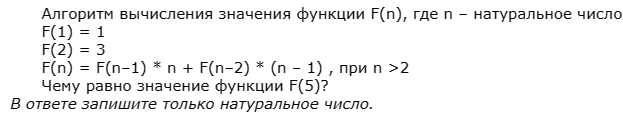 Алгоритм вычисления значения функции F(n), где n – натуральное число
F(1) = 1
F(2) = 3
F(n) = F(n–1) * n + F(n–2) * (n – 1) , при n >2
Чему равно значение функции F(5)?
В ответе запишите только натуральное число.